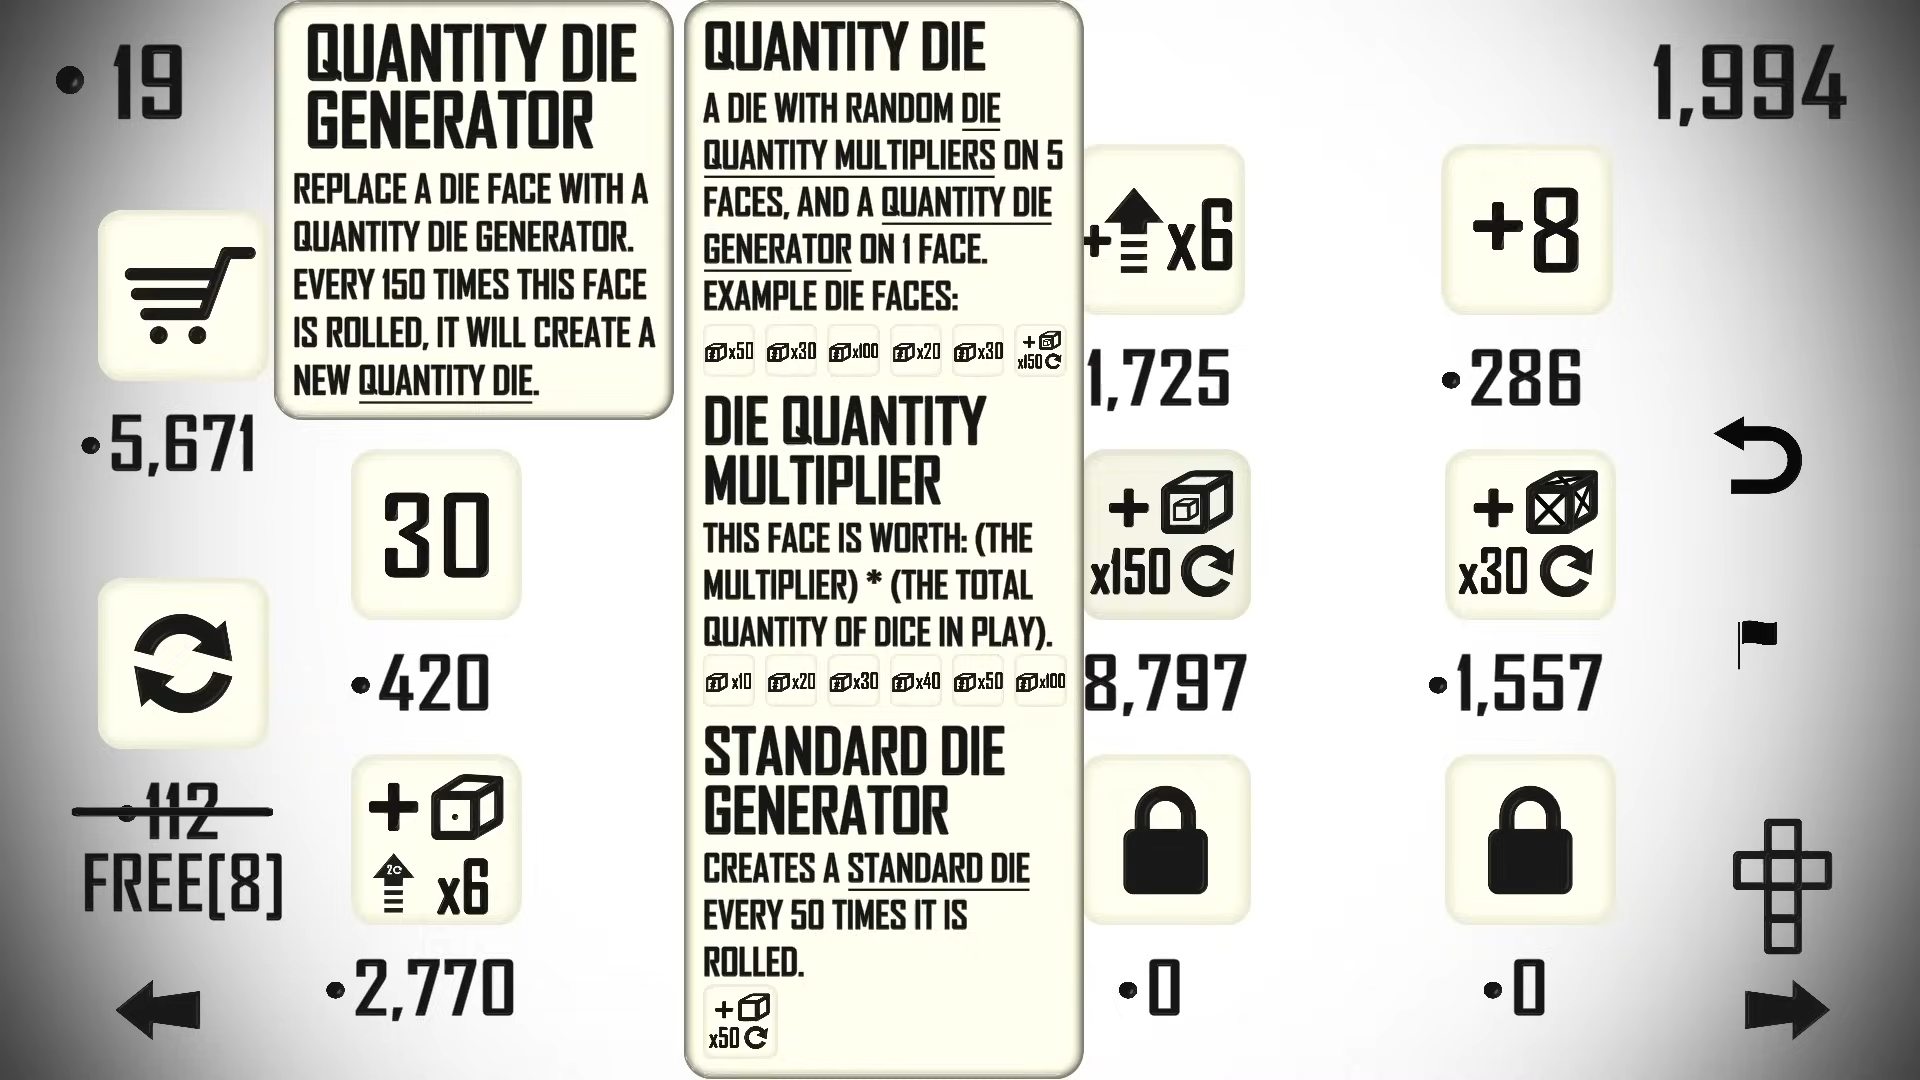 19
1,994
QUANTITY DIE
GENERATOR
REPLACE A DIE FACE WITH A
QUANTITY DIE GENERATOR.
EVERY 150 TIMES THIS FACE
IS ROLLED, IT WILL CREATE A
NEW QUANTITY DIE.
QUANTITY DIE
A DIE WITH RANDOM DIE
QUANTITY MULTIPLIERS ON 5
FACES, AND A QUANTITY DIE
GENERATOR ON 1 FACE.
EXAMPLE DIE FACES:
x50 x30 x100 x20 x30 + x150
DIE QUANTITY
MULTIPLIER
THIS FACE IS WORTH: (THE
MULTIPLIER) * (THE TOTAL
QUANTITY OF DICE IN PLAY).
x10 x20 x30 x40 x50 x100
STANDARD DIE
GENERATOR
CREATES A STANDARD DIE
EVERY 50 TIMES IT IS
ROLLED.
+
x50
5,671
112
FREE[8]
30
420
+
x6
2,770
+ x6
1,725
+8
286
+
x150
8,797
+
x30
1,557
0
0